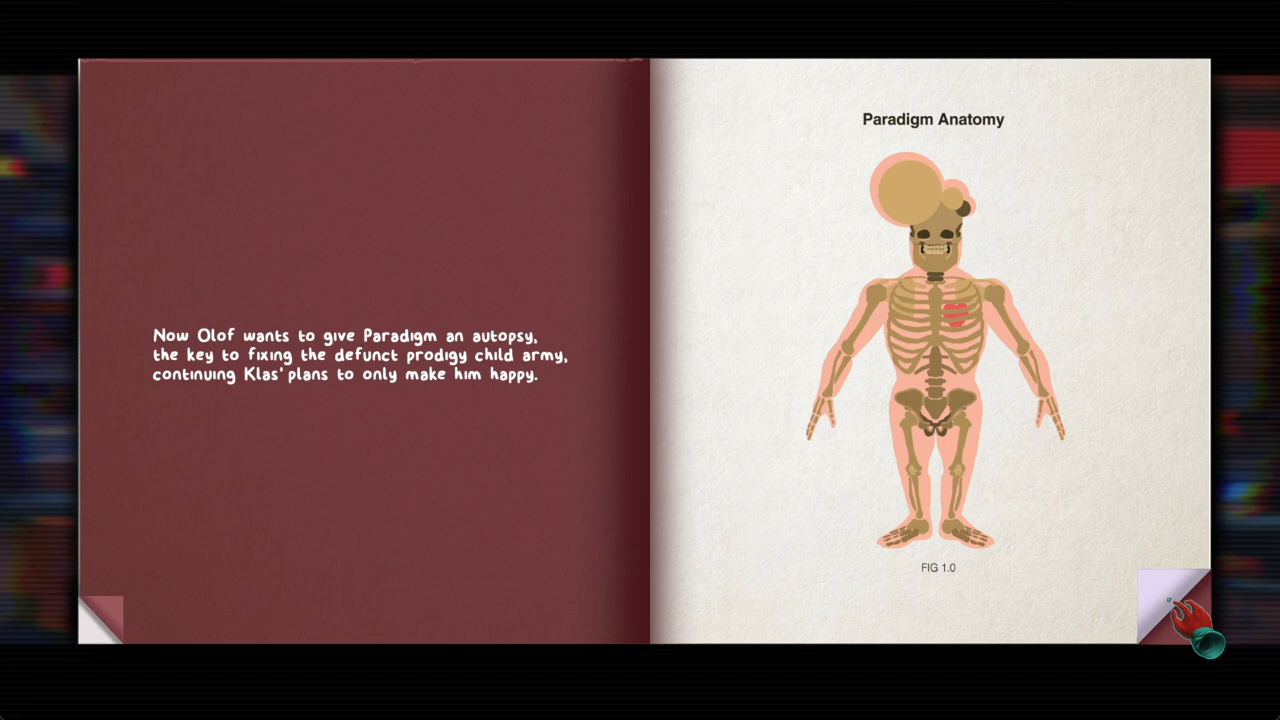 Now Olof wants to give Paradigm an autopsy,
the key to fixing the defunct prodigy child army,
continuing Klas' plans to only make him happy.
Paradigm Anatomy
FIG 1.0